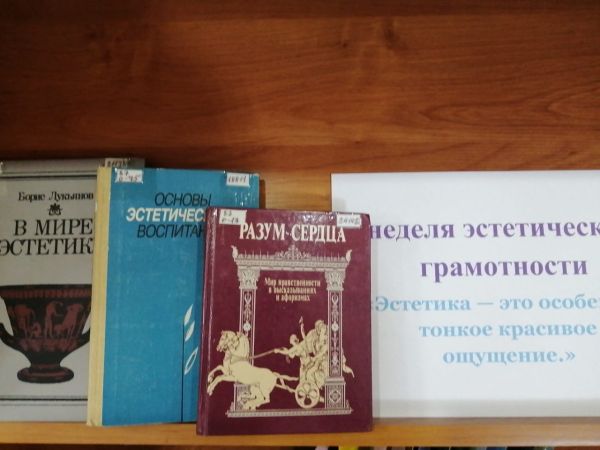 Борис Лукьянов
В МИРЕ
ЭСТЕТИКИ
ОСНОВЫ
ЭСТЕТИЧЕС
ВОСПИТАН
РАЗУМ СЕРДЦА
Мир нравственности
в высказываниях
и афоризмах
неделя эстетическ
грамотности
«Эстетика — это особе
тонкое красивое
ощущение.»